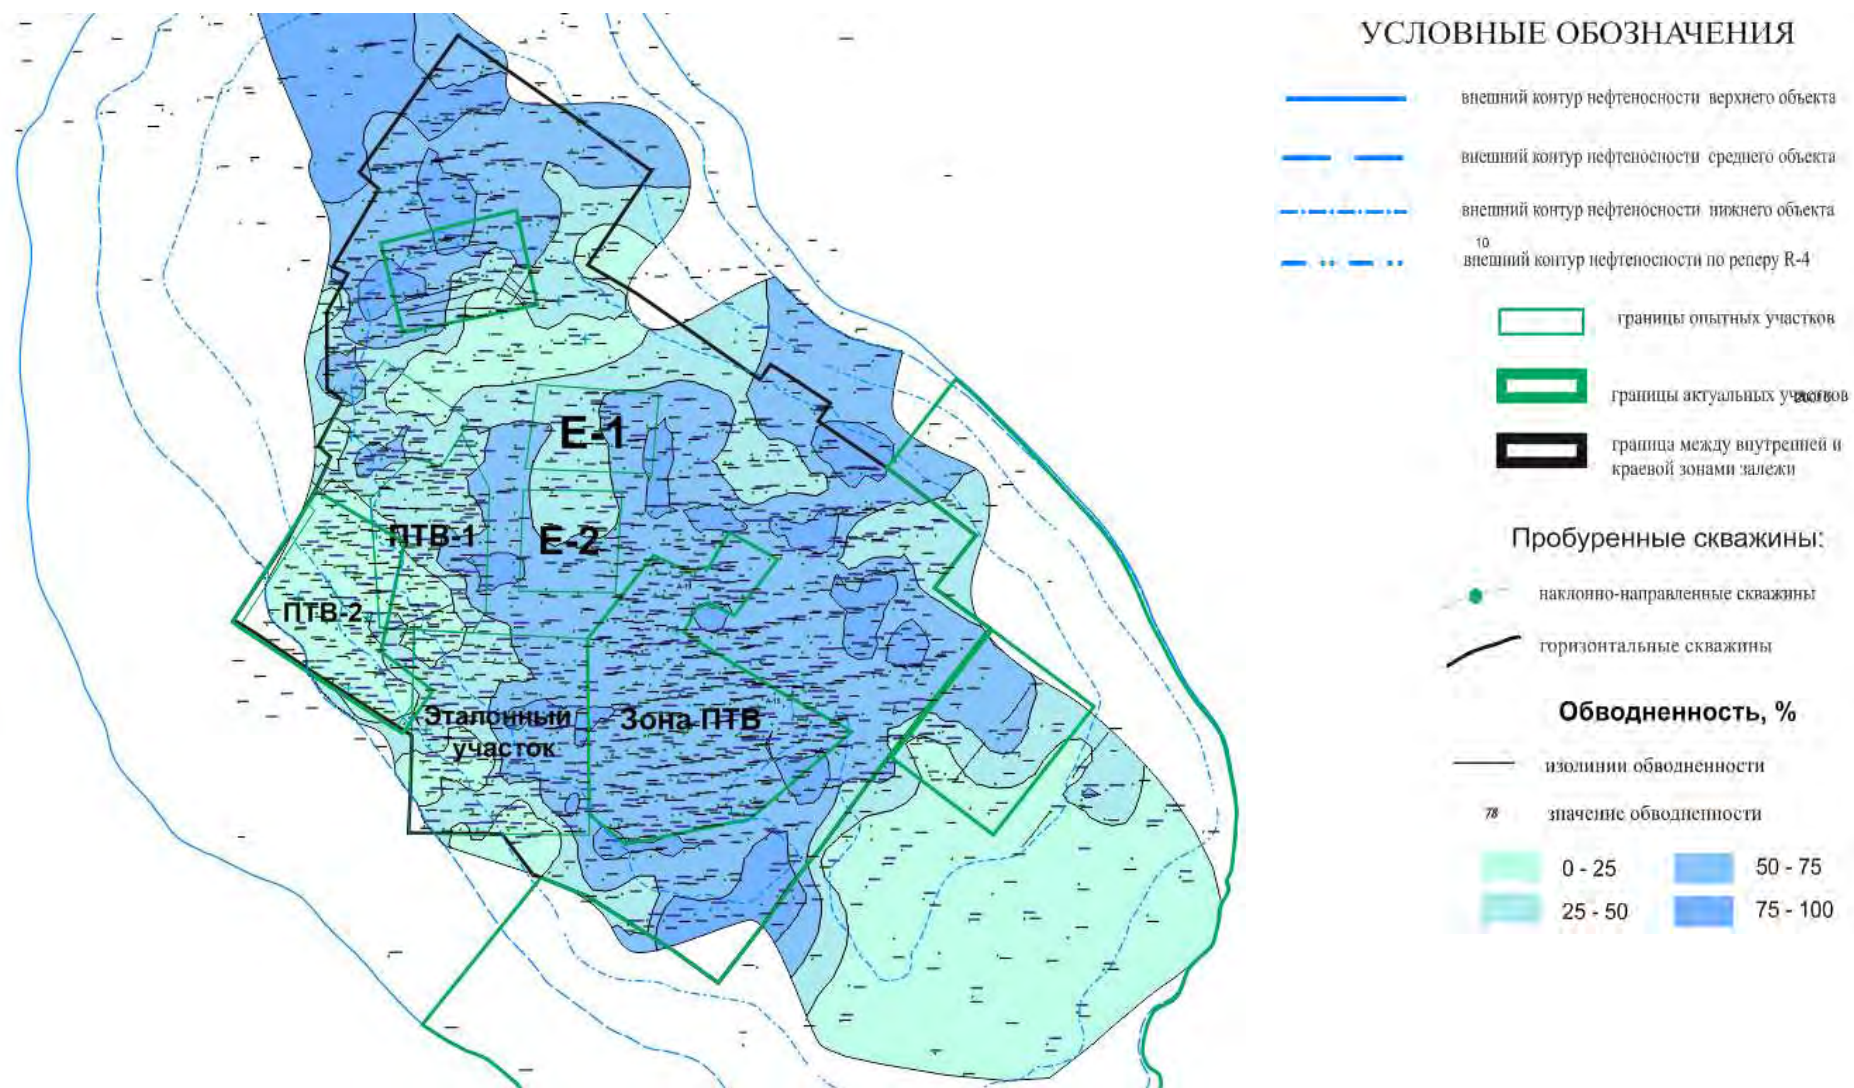 Е-1
Е-2
ПТВ-1
ПТВ-2
Эталонный
участок
Зона ПТВ
УСЛОВНЫЕ ОБОЗНАЧЕНИЯ
внешний контур нефтеносности верхнего объекта
внешний контур нефтеносности среднего объекта
внешний контур нефтеносности нижнего объекта
10
внешний контур нефтеносности по реперу R-4
границы опытных участков
границы актуальных участков
граница между внутренней и
краевой зонами залежи
Пробуренные скважины:
наклонно-направленные скважины
горизонтальные скважины
Обводненность, %
изолинии обводненности
78 значение обводненности
0 - 25 50 - 75
25 - 50 75 - 100